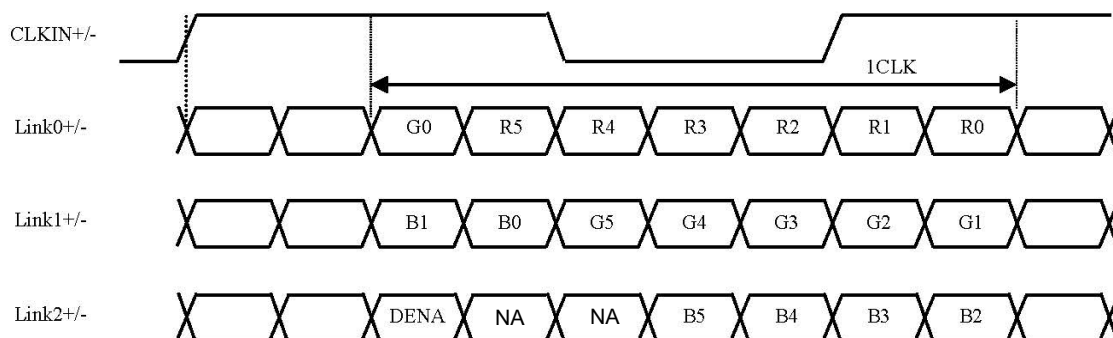 CLKIN+/-
1CLK
Link0+/- G0 R5 R4 R3 R2 R1 R0
Link1+/- B1 B0 G5 G4 G3 G2 G1
Link2+/- DENA NA NA B5 B4 B3 B2